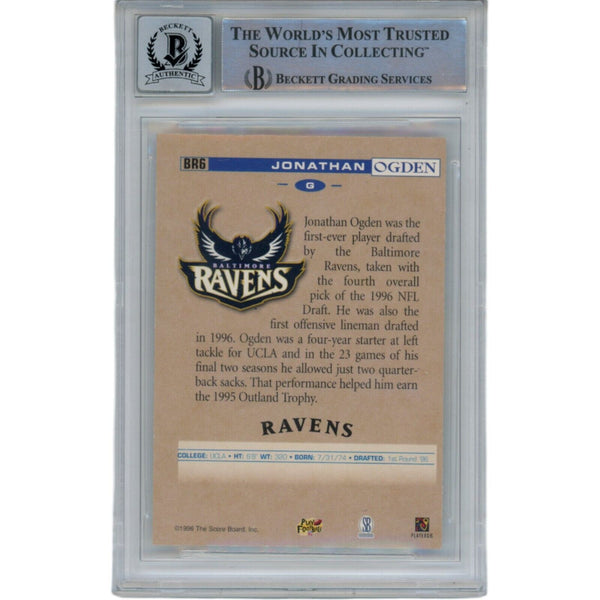 BECKETT
B
AUTHENTIC
THE WORLD'S MOST TRUSTED
SOURCE IN COLLECTING™
B BECKETT GRADING SERVICES
BR6 JONATHAN OGDEN
G
BALTIMORE
RAVENS
Jonathan Ogden was the
first-ever player drafted
by the Baltimore
Ravens, taken with
the fourth overall
pick of the 1996 NFL
Draft. He was also the
first offensive lineman drafted
in 1996. Ogden was a four-year starter at left
tackle for UCLA and in the 23 games of his
final two seasons he allowed just two quarter-
back sacks. That performance helped him earn
the 1995 Outland Trophy.
RAVENS
COLLEGE: UCLA • HT: 6'8" WT: 320 • BORN: 7/31/74 • DRAFTED: 1st Round '96
©1996 The Score Board, Inc.
Play Football
SB
PLAYERS